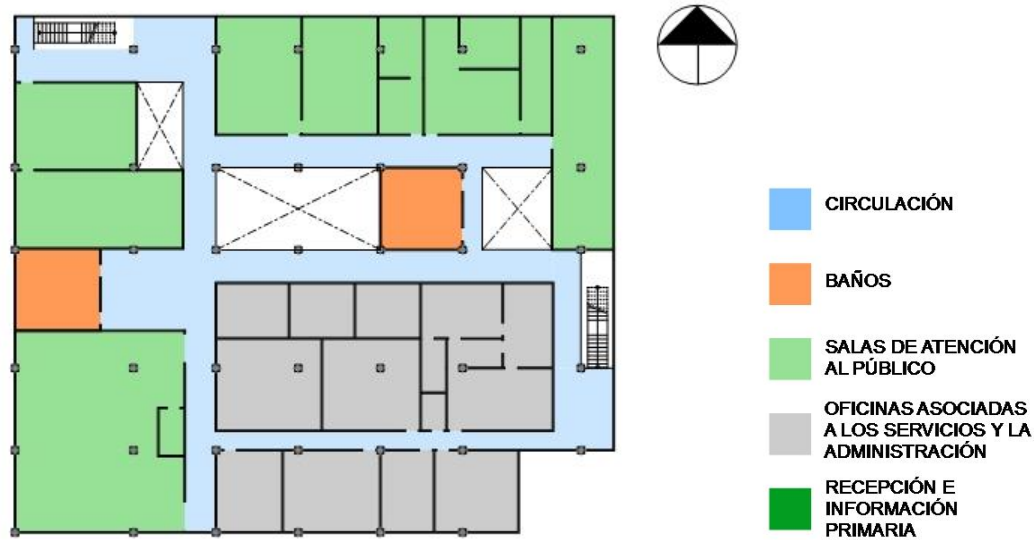 CIRCULACIÓN
BAÑOS
SALAS DE ATENCIÓN
AL PÚBLICO
OFICINAS ASOCIADAS
A LOS SERVICIOS Y LA
ADMINISTRACIÓN
RECEPCIÓN E
INFORMACIÓN
PRIMARIA